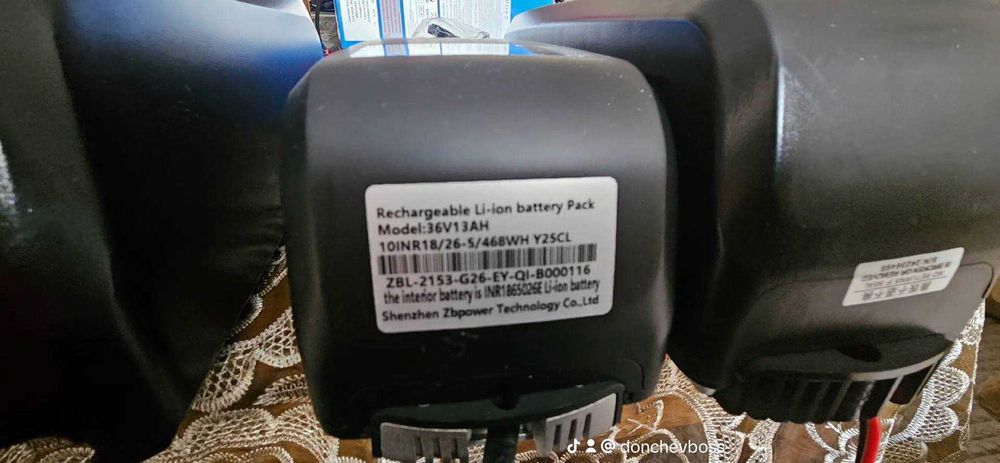 Rechargeable Li-ion battery Pack
Model:36V13AH
10INR18/26-5/468WH Y25CL
ZBL-2153-G26-EY-QI-B000116
the interior battery is INR1865026E Li-ion battery
Shenzhen Zbpower Technology Co.,Ltd
@donchevboss